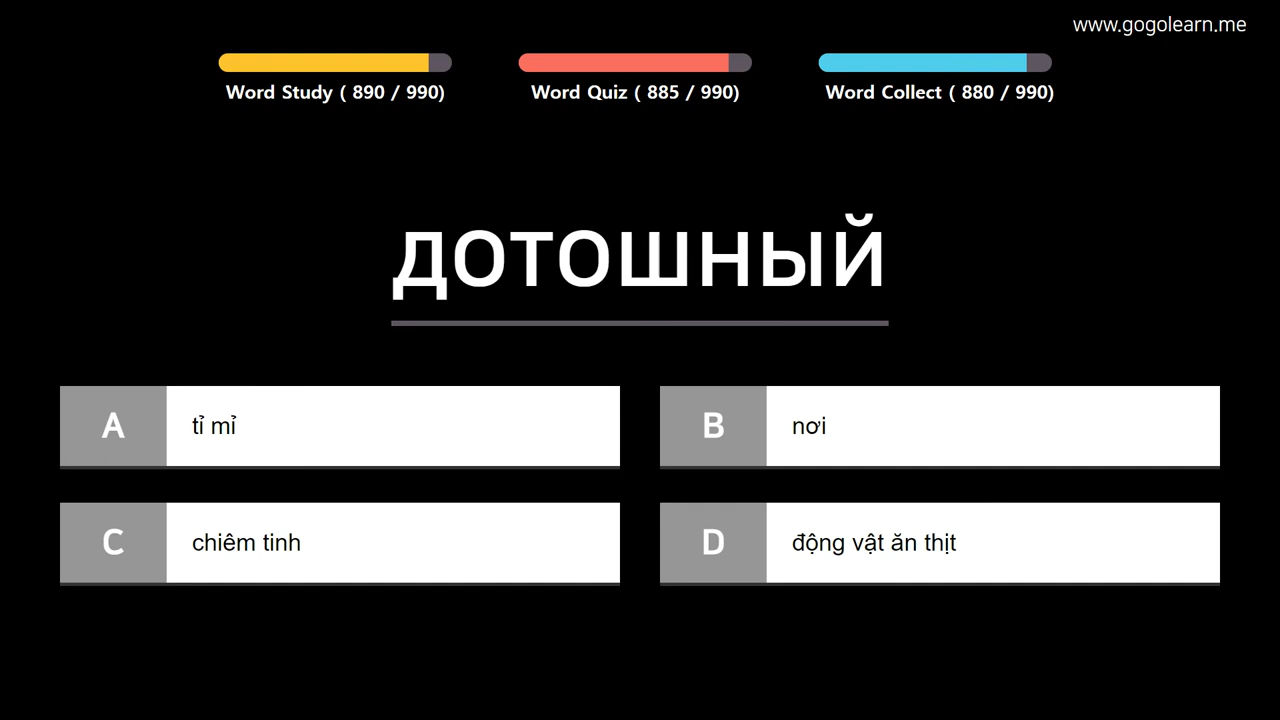 www.gogolearn.me
Word Study ( 890 / 990)
Word Quiz ( 885 / 990)
Word Collect ( 880 / 990)
дотошный
A
tỉ mỉ
B
nơi
C
chiêm tinh
D
động vật ăn thịt